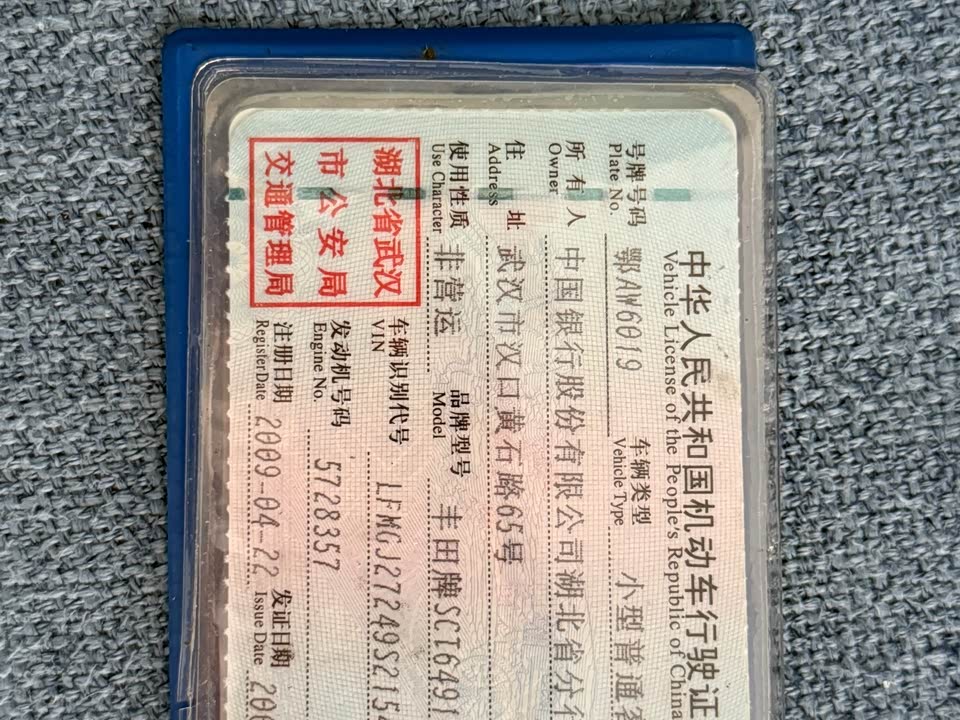 中华人民共和国机动车行驶证
Vehicle License of the People's Republic of China
号牌号码 鄂AW6019 车辆类型 小型普通客
Plate No. Vehicle Type
所有人 中国银行股份有限公司湖北省分行
Owner
住址 武汉市汉口黄石路65号
Address
使用性质 非营运 品牌型号 丰田牌SCT6491
Use Character Model
湖北省武汉
市公安局
交通管理局
车辆识别代号 LFMGJ27249S2154
VIN
发动机号码 5728357
Engine No.
注册日期 2009-04-22 发证日期 200
Register Date Issue Date